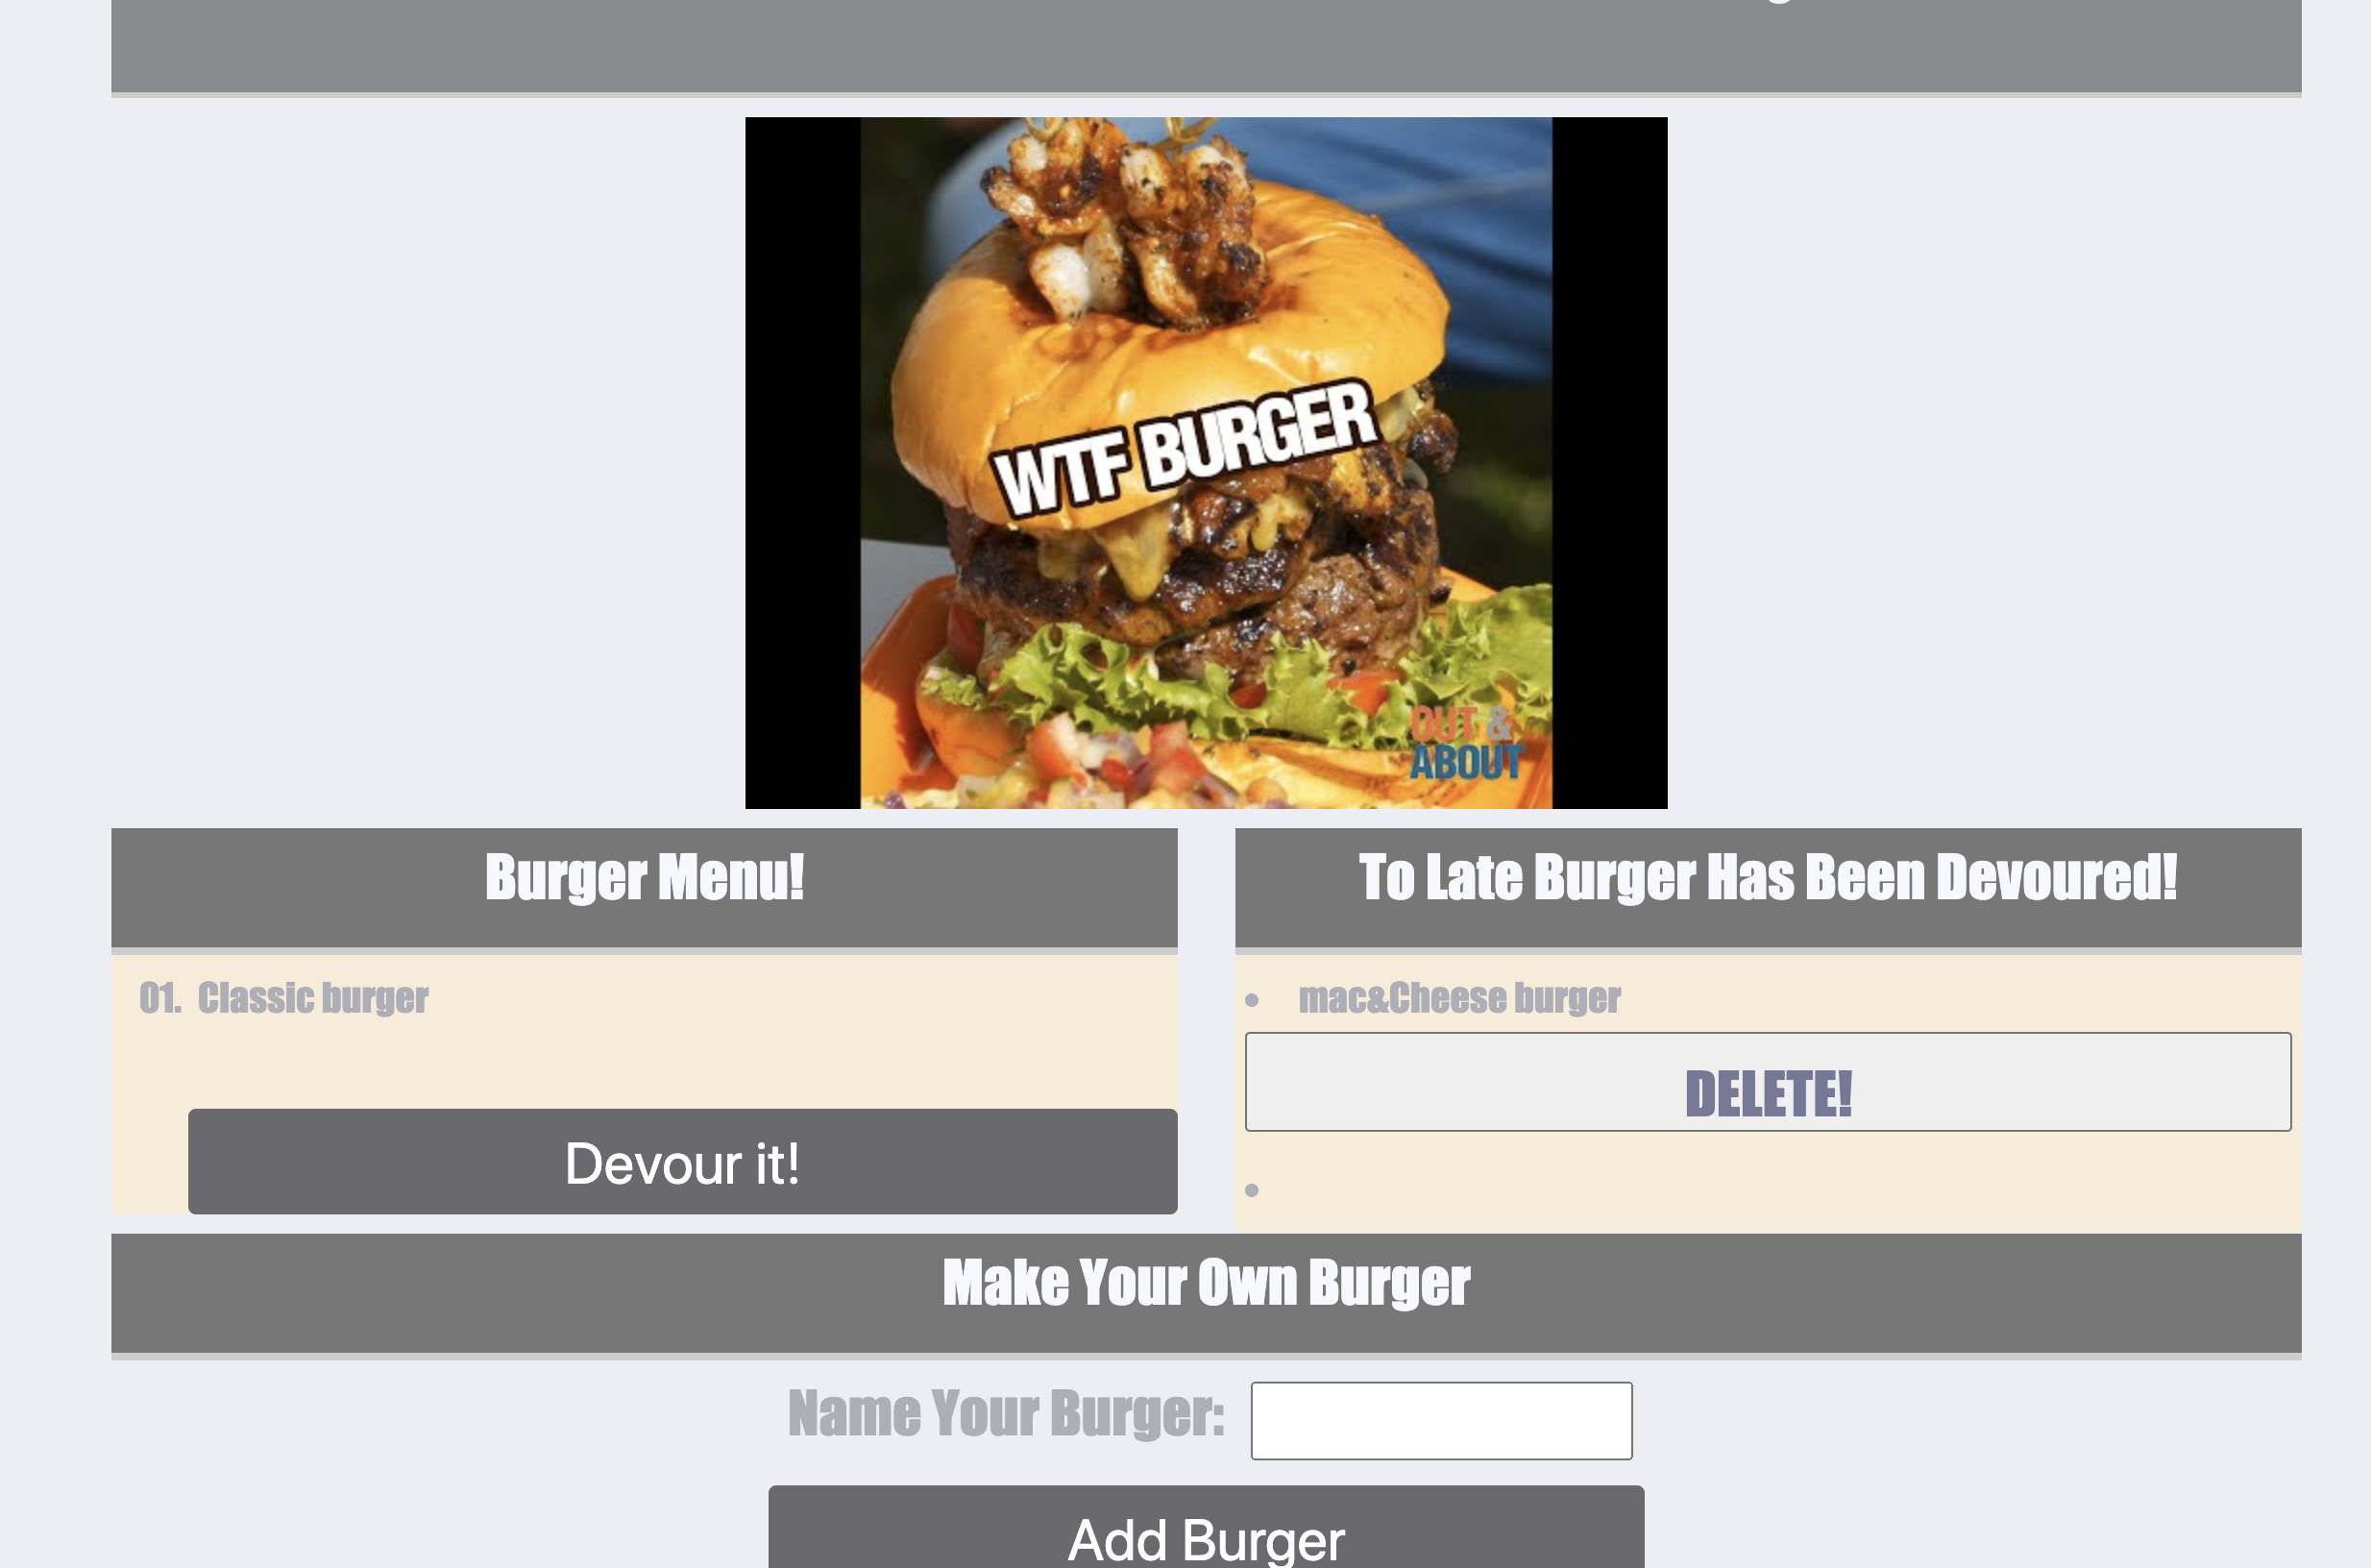 WTF BURGER
OUT &
ABOUT
Burger Menu!
To Late Burger Has Been Devoured!
01. Classic burger
Devour it!
mac&Cheese burger
DELETE!
Make Your Own Burger
Name Your Burger:
Add Burger